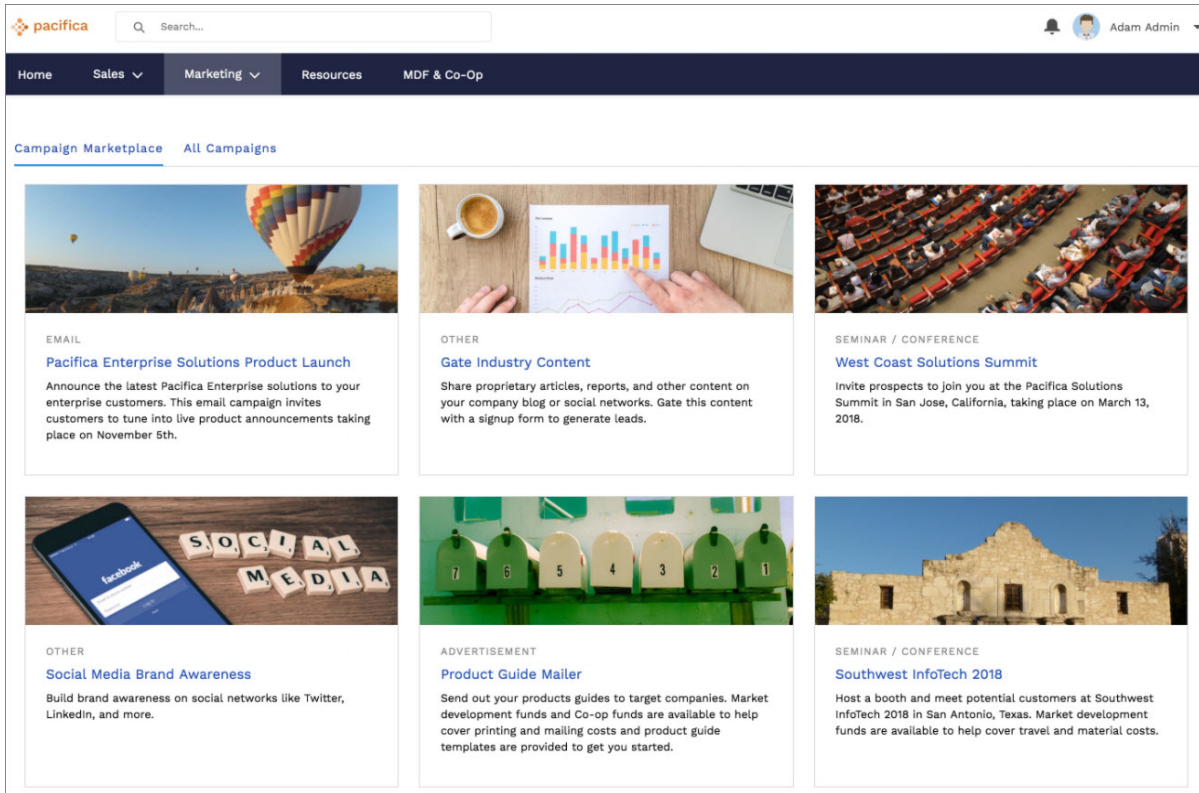 pacifica
Search...
Adam Admin
Home
Sales
Marketing
Resources
MDF & Co-Op
Campaign Marketplace
All Campaigns
EMAIL
Pacifica Enterprise Solutions Product Launch
Announce the latest Pacifica Enterprise solutions to your
enterprise customers. This email campaign invites
customers to tune into live product announcements taking
place on November 5th.
OTHER
Gate Industry Content
Share proprietary articles, reports, and other content on
your company blog or social networks. Gate this content
with a signup form to generate leads.
SEMINAR / CONFERENCE
West Coast Solutions Summit
Invite prospects to join you at the Pacifica Solutions
Summit in San Jose, California, taking place on March 13,
2018.
facebook
SOCIAL
MEDIA
7 6 5 4 3 2 1
OTHER
Social Media Brand Awareness
Build brand awareness on social networks like Twitter,
LinkedIn, and more.
ADVERTISEMENT
Product Guide Mailer
Send out your products guides to target companies. Market
development funds and Co-op funds are available to help
cover printing and mailing costs and product guide
templates are provided to get you started.
SEMINAR / CONFERENCE
Southwest InfoTech 2018
Host a booth and meet potential customers at Southwest
InfoTech 2018 in San Antonio, Texas. Market development
funds are available to help cover travel and material costs.